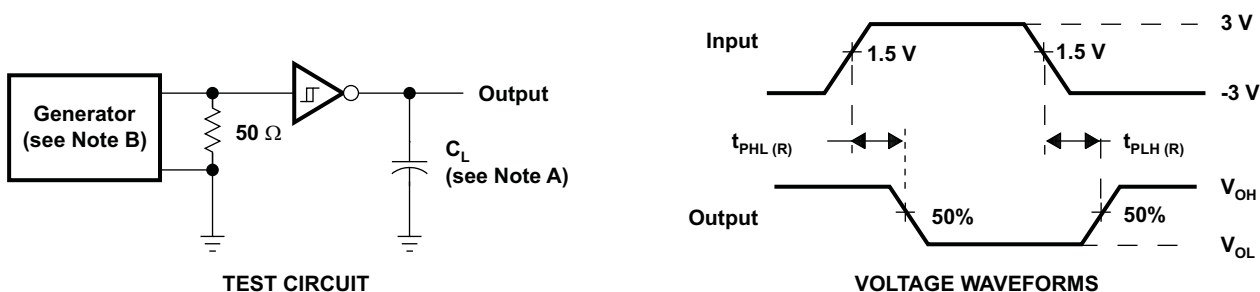 Generator
(see Note B)
50 Ω
Output
C_L
(see Note A)
TEST CIRCUIT
Input
1.5 V
1.5 V
3 V
-3 V
t_PHL (R)
t_PLH (R)
Output
50%
50%
V_OH
V_OL
VOLTAGE WAVEFORMS